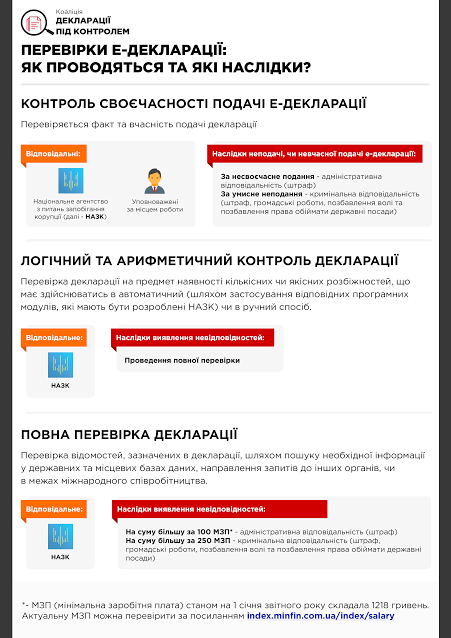 Коаліція
ДЕКЛАРАЦІЇ
ПІД КОНТРОЛЕМ
ПЕРЕВІРКИ Е-ДЕКЛАРАЦІЇ:
ЯК ПРОВОДЯТЬСЯ ТА ЯКІ НАСЛІДКИ?
КОНТРОЛЬ СВОЄЧАСНОСТІ ПОДАЧІ Е-ДЕКЛАРАЦІЇ
Перевіряється факт та вчасність подачі декларації
Відповідальні:
Національне агентство
з питань запобігання
корупції (далі - НАЗК)
Уповноважені
за місцем роботи
Наслідки неподачі, чи невчасної подачі е-декларації:
За несвоєчасне подання - адміністративна
відповідальність (штраф)
За умисне неподання - кримінальна відповідальність
(штраф, громадські роботи, позбавлення волі та
позбавлення права обіймати державні посади)
ЛОГІЧНИЙ ТА АРИФМЕТИЧНИЙ КОНТРОЛЬ ДЕКЛАРАЦІЇ
Перевірка декларації на предмет наявності кількісних чи якісних розбіжностей, що
має здійснюватись в автоматичний (шляхом застосування відповідних програмних
модулів, які мають бути розроблені НАЗК) чи в ручний спосіб.
Відповідальне:
НАЗК
Наслідки виявлення невідповідностей:
Проведення повної перевірки
ПОВНА ПЕРЕВІРКА ДЕКЛАРАЦІЇ
Перевірка відомостей, зазначених в декларації, шляхом пошуку необхідної інформації
у державних та місцевих базах даних, направлення запитів до інших органів, чи
в межах міжнародного співробітництва.
Відповідальне:
НАЗК
Наслідки виявлення невідповідностей:
На суму більшу за 100 МЗП* - адміністративна відповідальність (штраф)
На суму більшу за 250 МЗП - кримінальна відповідальність (штраф,
громадські роботи, позбавлення волі та позбавлення права обіймати державні
посади)
*- МЗП (мінімальна заробітня плата) станом на 1 січня звітного року складала 1218 гривень.
Актуальну МЗП можна перевірити за посиланням index.minfin.com.ua/index/salary